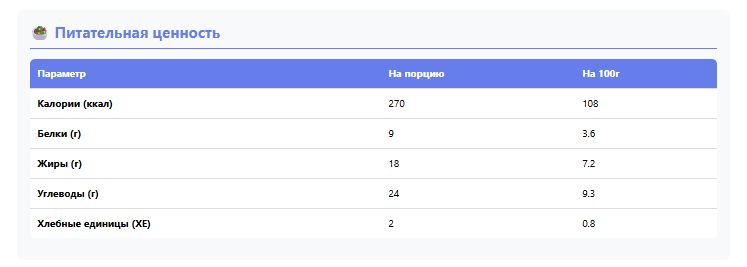 Питательная ценность
Параметр На порцию На 100г
Калории (ккал) 270 108
Белки (г) 9 3.6
Жиры (г) 18 7.2
Углеводы (г) 24 9.3
Хлебные единицы (ХЕ) 2 0.8